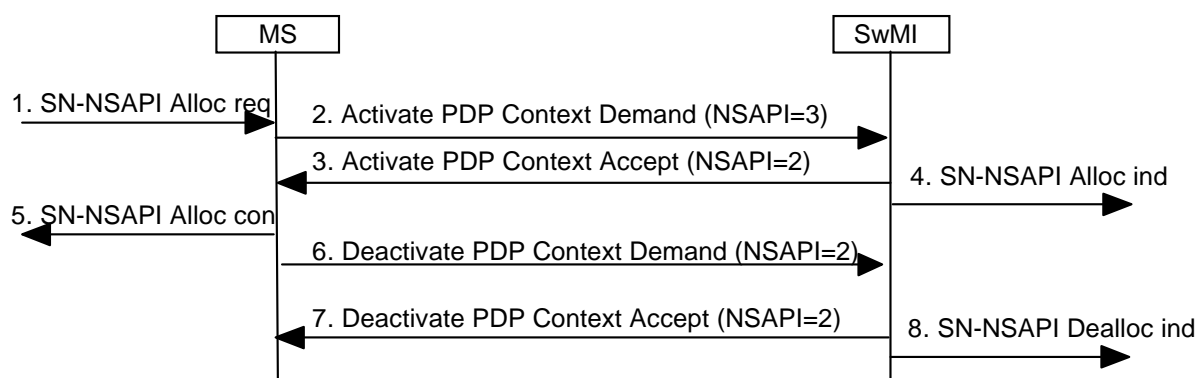 MS
SwMI
1. SN-NSAPI Alloc req
2. Activate PDP Context Demand (NSAPI=3)
3. Activate PDP Context Accept (NSAPI=2)
4. SN-NSAPI Alloc ind
5. SN-NSAPI Alloc con
6. Deactivate PDP Context Demand (NSAPI=2)
7. Deactivate PDP Context Accept (NSAPI=2)
8. SN-NSAPI Dealloc ind